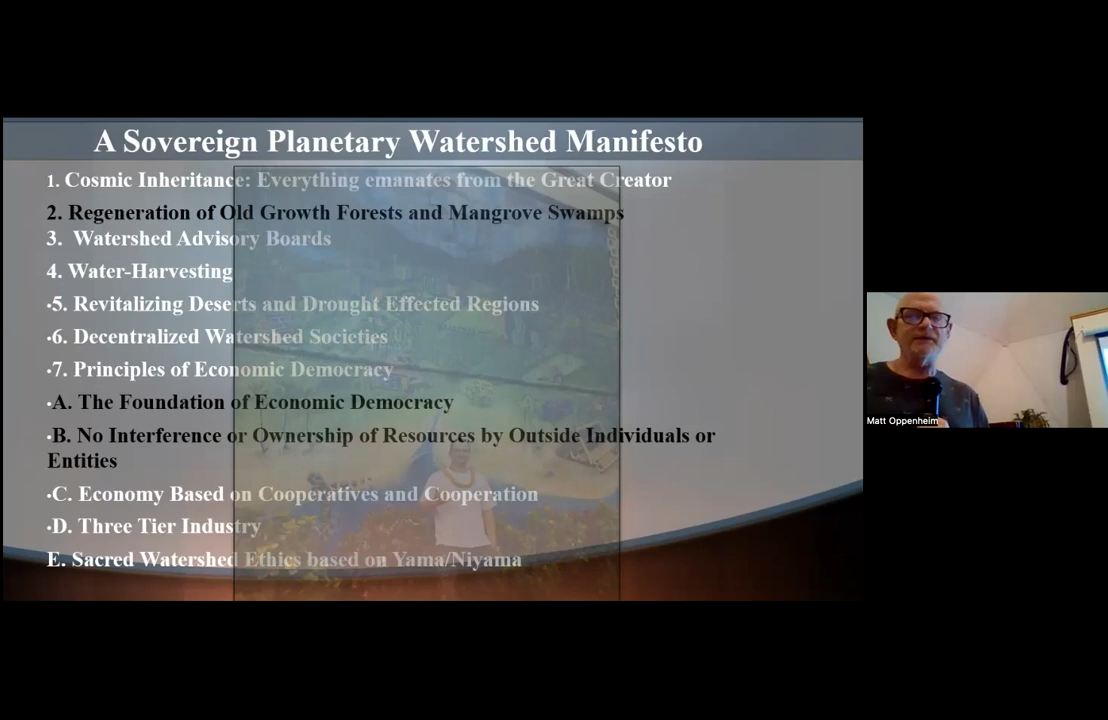 A Sovereign Planetary Watershed Manifesto
1. Cosmic Inheritance: Everything emanates from the Great Creator
2. Regeneration of Old Growth Forests and Mangrove Swamps
3. Watershed Advisory Boards
4. Water-Harvesting
•5. Revitalizing Deserts and Drought Effected Regions
•6. Decentralized Watershed Societies
•7. Principles of Economic Democracy
•A. The Foundation of Economic Democracy
•B. No Interference or Ownership of Resources by Outside Individuals or
Entities
•C. Economy Based on Cooperatives and Cooperation
•D. Three Tier Industry
E. Sacred Watershed Ethics based on Yama/Niyama
Matt Oppenheim